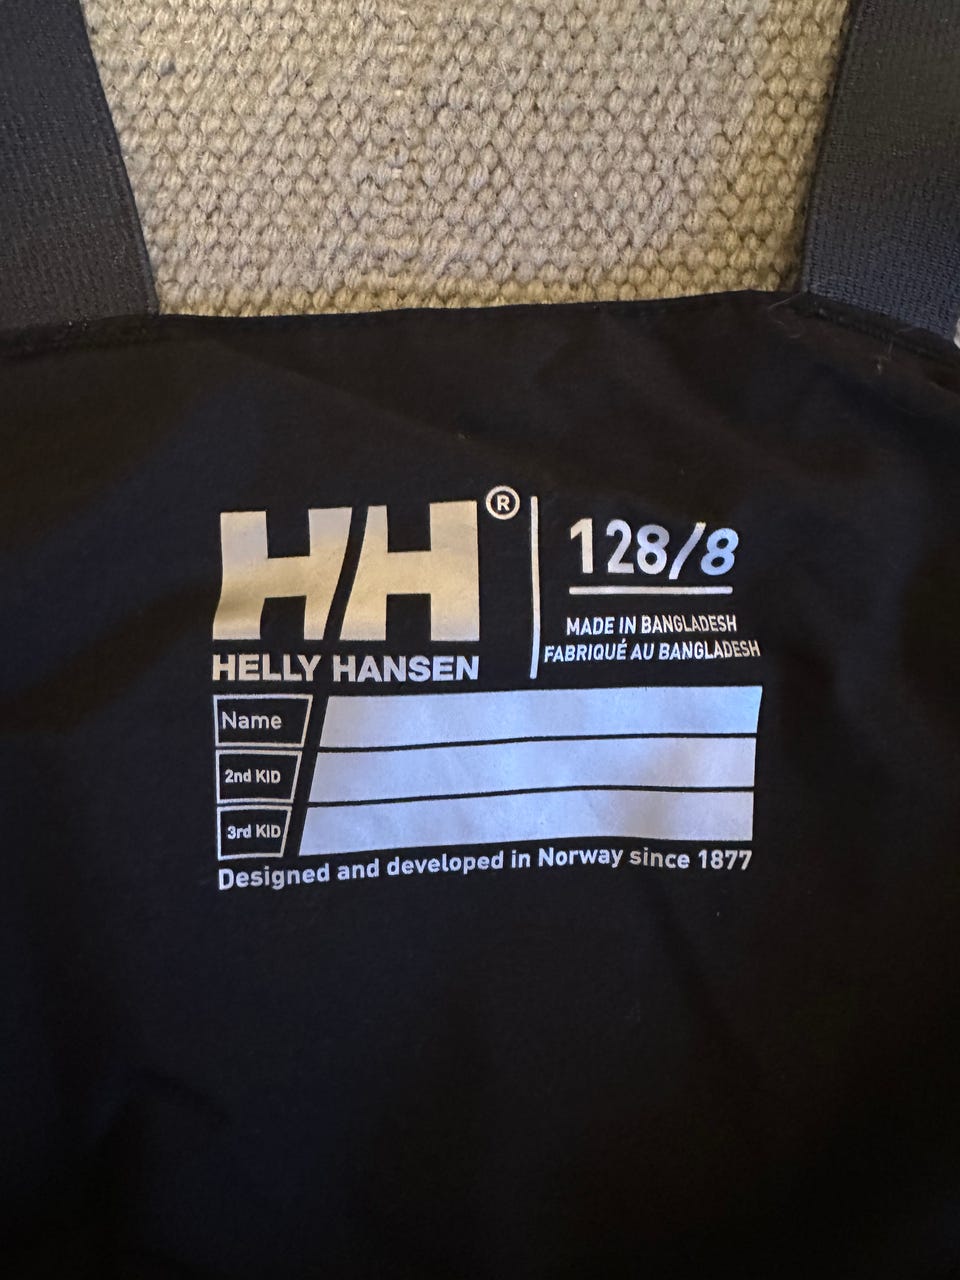 HH®
HELLY HANSEN
128/8
MADE IN BANGLADESH
FABRIQUÉ AU BANGLADESH
Name
2nd KID
3rd KID
Designed and developed in Norway since 1877